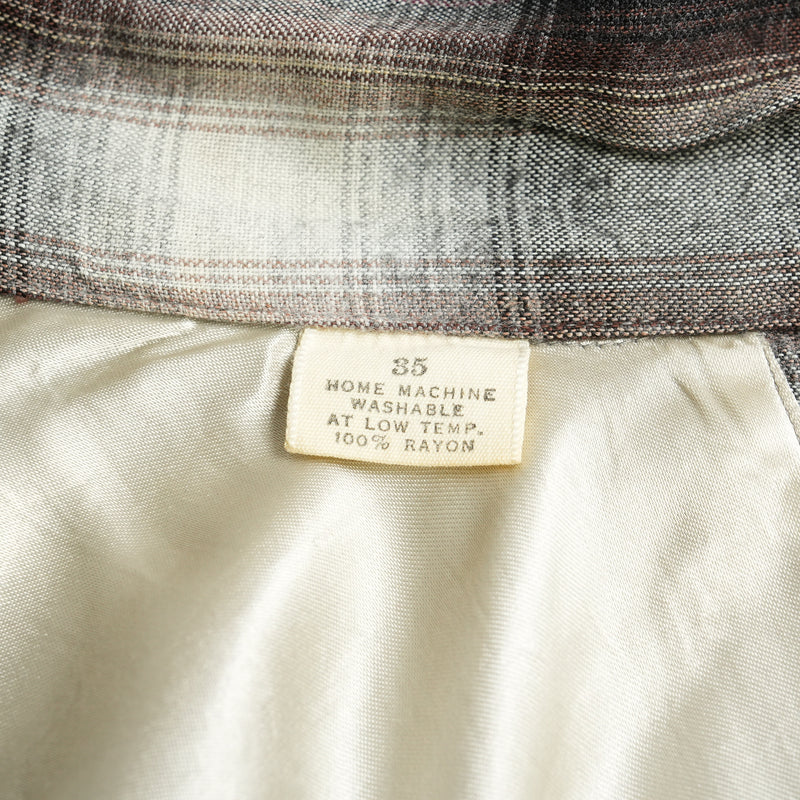 35
HOME MACHINE
WASHABLE
AT LOW TEMP.
100% RAYON